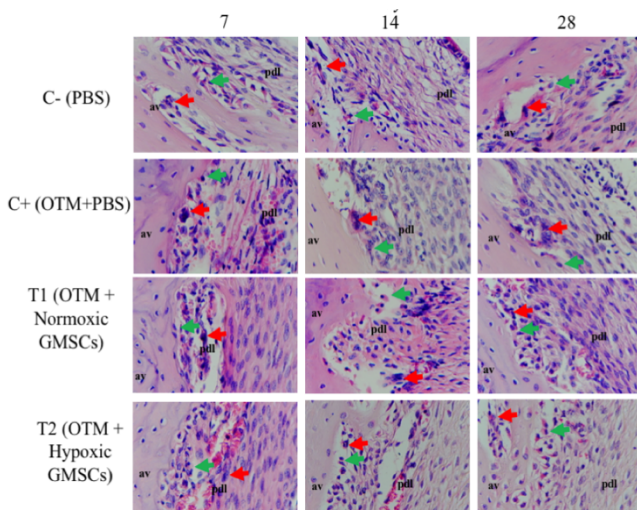 7 14 28
C- (PBS)
av pdl
pdl
av pdl
C+ (OTM+PBS)
av pdl
av pdl
av pdl
T1 (OTM +
Normoxic
GMSCs)
av pdl
av pdl
av pdl
T2 (OTM +
Hypoxic
GMSCs)
av pdl
av pdl
av pdl